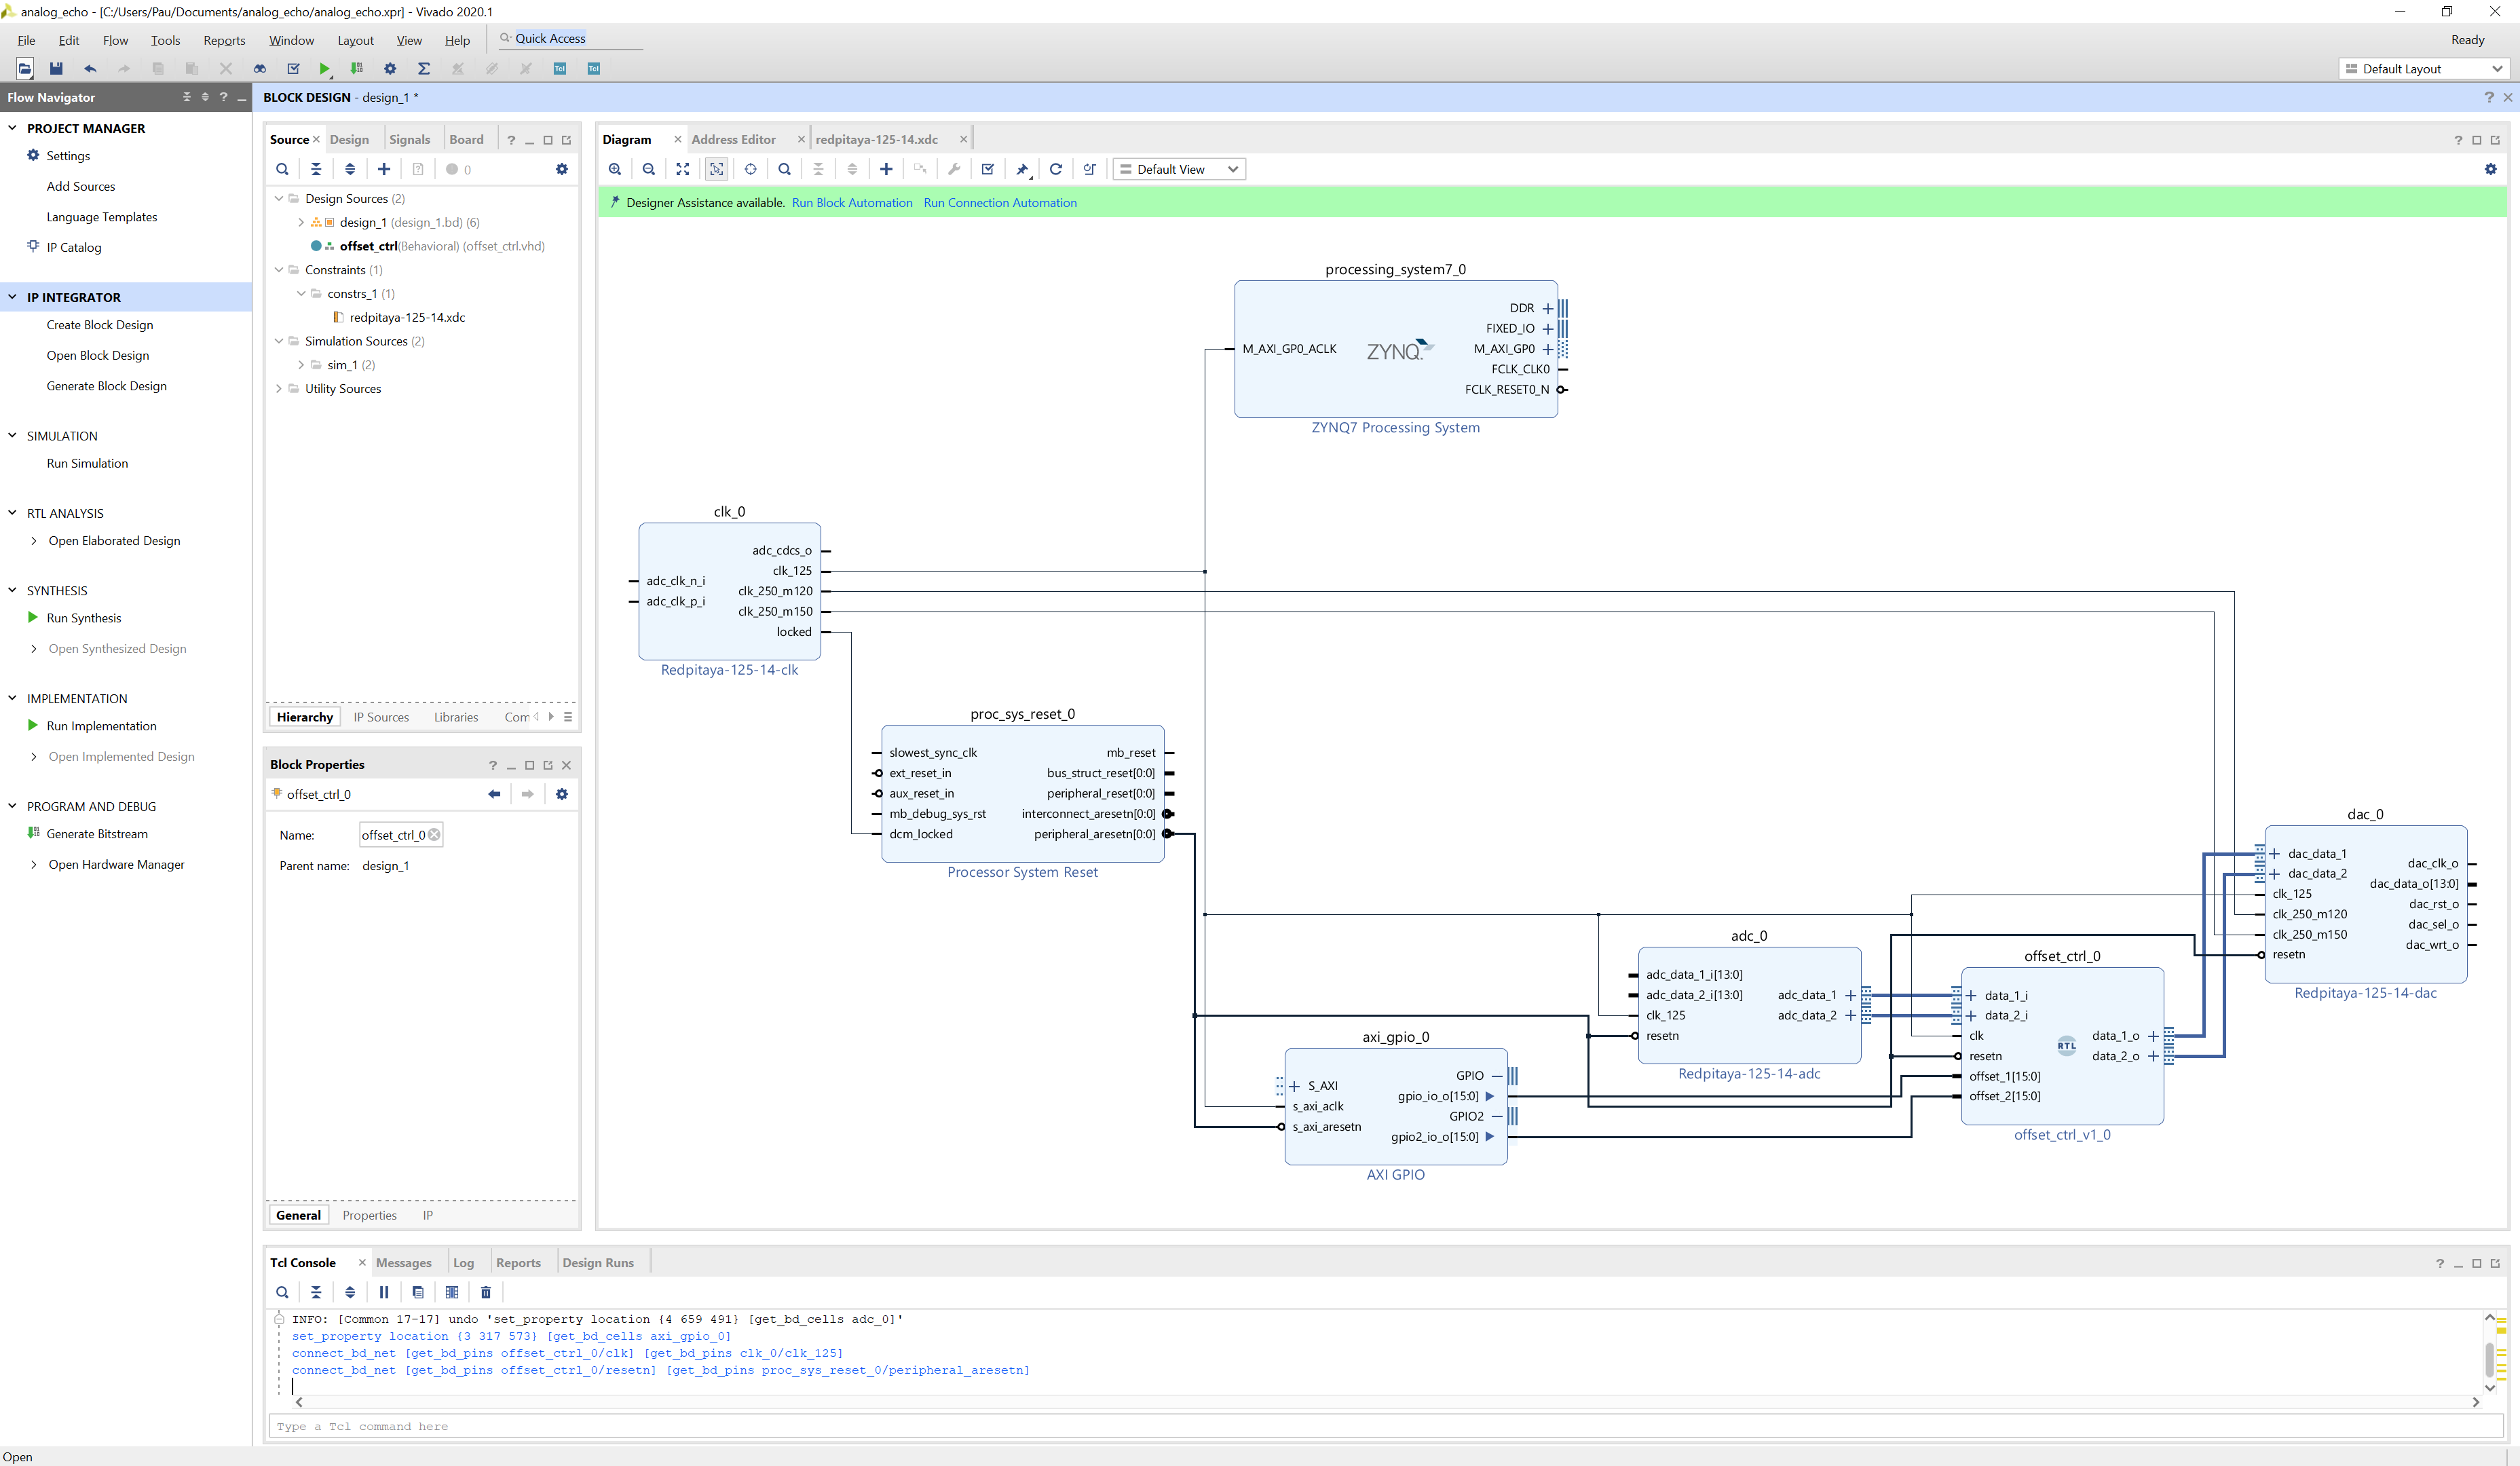 analog_echo - [C:/Users/Pau/Documents/analog_echo/analog_echo.xpr] - Vivado 2020.1
File Edit Flow Tools Reports Window Layout View Help Quick Access Ready
Tcl Tcl Default Layout
Flow Navigator
PROJECT MANAGER
Settings
Add Sources
Language Templates
IP Catalog
IP INTEGRATOR
Create Block Design
Open Block Design
Generate Block Design
SIMULATION
Run Simulation
RTL ANALYSIS
Open Elaborated Design
SYNTHESIS
Run Synthesis
Open Synthesized Design
IMPLEMENTATION
Run Implementation
Open Implemented Design
PROGRAM AND DEBUG
Generate Bitstream
Open Hardware Manager
BLOCK DESIGN - design_1 *
Source Design Signals Board
0
Design Sources (2)
design_1 (design_1.bd) (6)
offset_ctrl(Behavioral) (offset_ctrl.vhd)
Constraints (1)
constrs_1 (1)
redpitaya-125-14.xdc
Simulation Sources (2)
sim_1 (2)
Utility Sources
Hierarchy IP Sources Libraries Com
Block Properties
offset_ctrl_0
Name: offset_ctrl_0
Parent name: design_1
General Properties IP
Diagram Address Editor redpitaya-125-14.xdc
Default View
Designer Assistance available. Run Block Automation Run Connection Automation
processing_system7_0
M_AXI_GP0_ACLK
ZYNQ
DDR
FIXED_IO
M_AXI_GP0
FCLK_CLK0
FCLK_RESET0_N
ZYNQ7 Processing System
clk_0
adc_clk_n_i
adc_clk_p_i
adc_cdcs_o
clk_125
clk_250_m120
clk_250_m150
locked
Redpitaya-125-14-clk
proc_sys_reset_0
slowest_sync_clk
ext_reset_in
aux_reset_in
mb_debug_sys_rst
dcm_locked
mb_reset
bus_struct_reset[0:0]
peripheral_reset[0:0]
interconnect_aresetn[0:0]
peripheral_aresetn[0:0]
Processor System Reset
axi_gpio_0
S_AXI
s_axi_aclk
s_axi_aresetn
GPIO
gpio_io_o[15:0]
GPIO2
gpio2_io_o[15:0]
AXI GPIO
adc_0
adc_data_1_i[13:0]
adc_data_2_i[13:0]
clk_125
resetn
adc_data_1
adc_data_2
Redpitaya-125-14-adc
offset_ctrl_0
data_1_i
data_2_i
clk
resetn
offset_1[15:0]
offset_2[15:0]
RTL
data_1_o
data_2_o
offset_ctrl_v1_0
dac_0
dac_data_1
dac_data_2
clk_125
clk_250_m120
clk_250_m150
resetn
dac_clk_o
dac_data_o[13:0]
dac_rst_o
dac_sel_o
dac_wrt_o
Redpitaya-125-14-dac
Tcl Console Messages Log Reports Design Runs
INFO: [Common 17-17] undo 'set_property location {4 659 491} [get_bd_cells adc_0]'
set_property location {3 317 573} [get_bd_cells axi_gpio_0]
connect_bd_net [get_bd_pins offset_ctrl_0/clk] [get_bd_pins clk_0/clk_125]
connect_bd_net [get_bd_pins offset_ctrl_0/resetn] [get_bd_pins proc_sys_reset_0/peripheral_aresetn]
Type a Tcl command here
Open